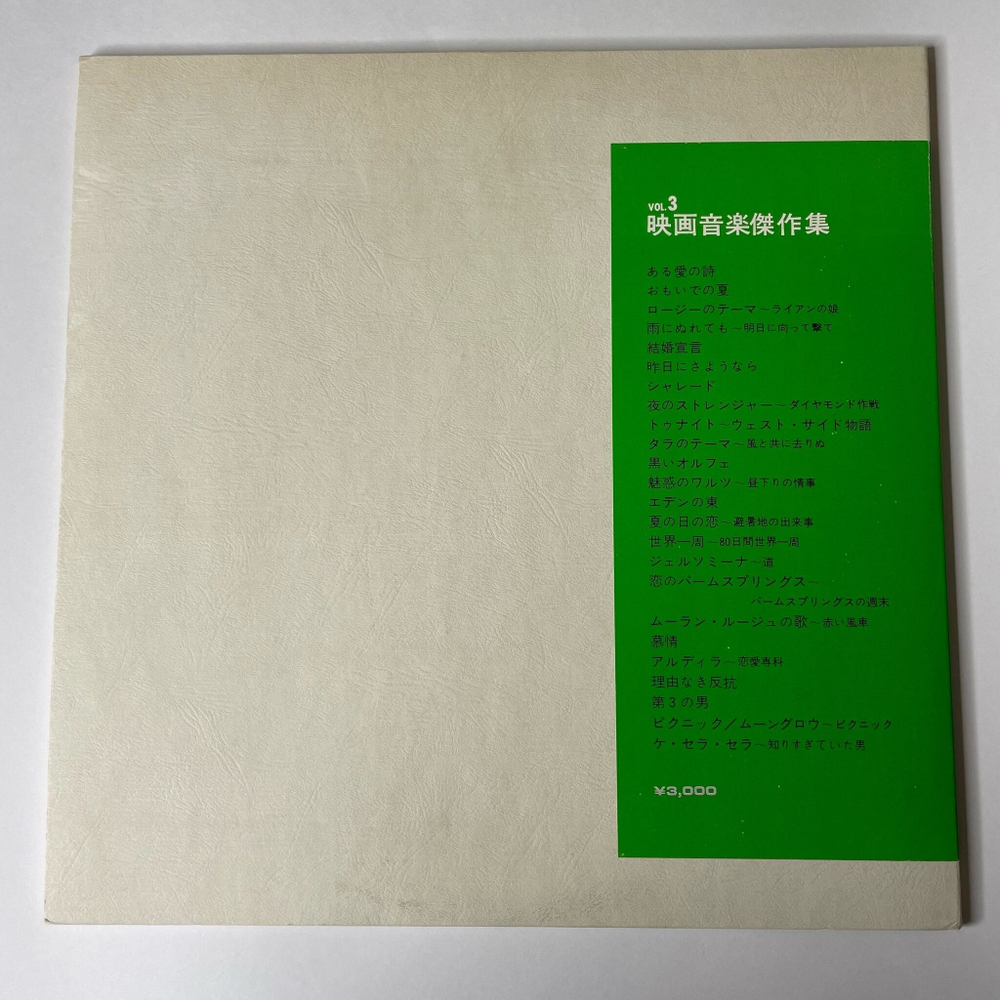 VOL.3
映画音楽傑作集
ある愛の詩
おもいでの夏
ロージーのテーマ～ライアンの娘
雨にぬれても～明日に向って撃て
結婚宣言
昨日にさようなら
シャレード
夜のストレンジャー～ダイヤモンド作戦
トゥナイト～ウェスト・サイド物語
タラのテーマ～風と共に去りぬ
黒いオルフェ
魅惑のワルツ～昼下りの情事
エデンの東
夏の日の恋～避暑地の出来事
世界一周～80日間世界一周
ジェルソミーナ～道
恋のパームスプリングス～
パームスプリングスの週末
ムーラン・ルージュの歌～赤い風車
慕情
アルディラ～恋愛専科
理由なき反抗
第3の男
ピクニック／ムーングロウ～ピクニック
ケ・セラ・セラ～知りすぎていた男
¥3,000